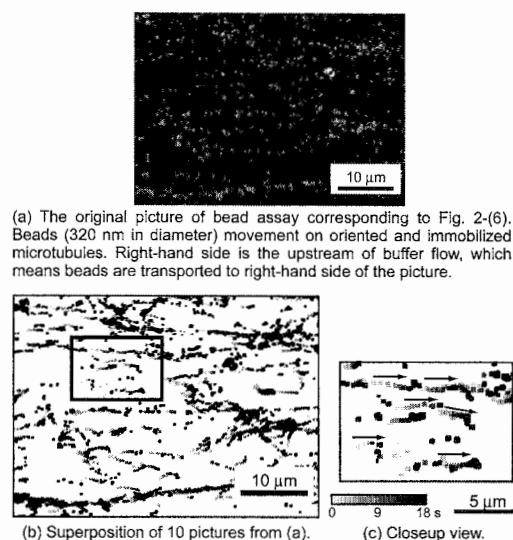 10 μm
(a) The original picture of bead assay corresponding to Fig. 2-(6).
Beads (320 nm in diameter) movement on oriented and immobilized
microtubules. Right-hand side is the upstream of buffer flow, which
means beads are transported to right-hand side of the picture.
10 μm
0 9 18 s
5 μm
(b) Superposition of 10 pictures from (a).
(c) Closeup view.